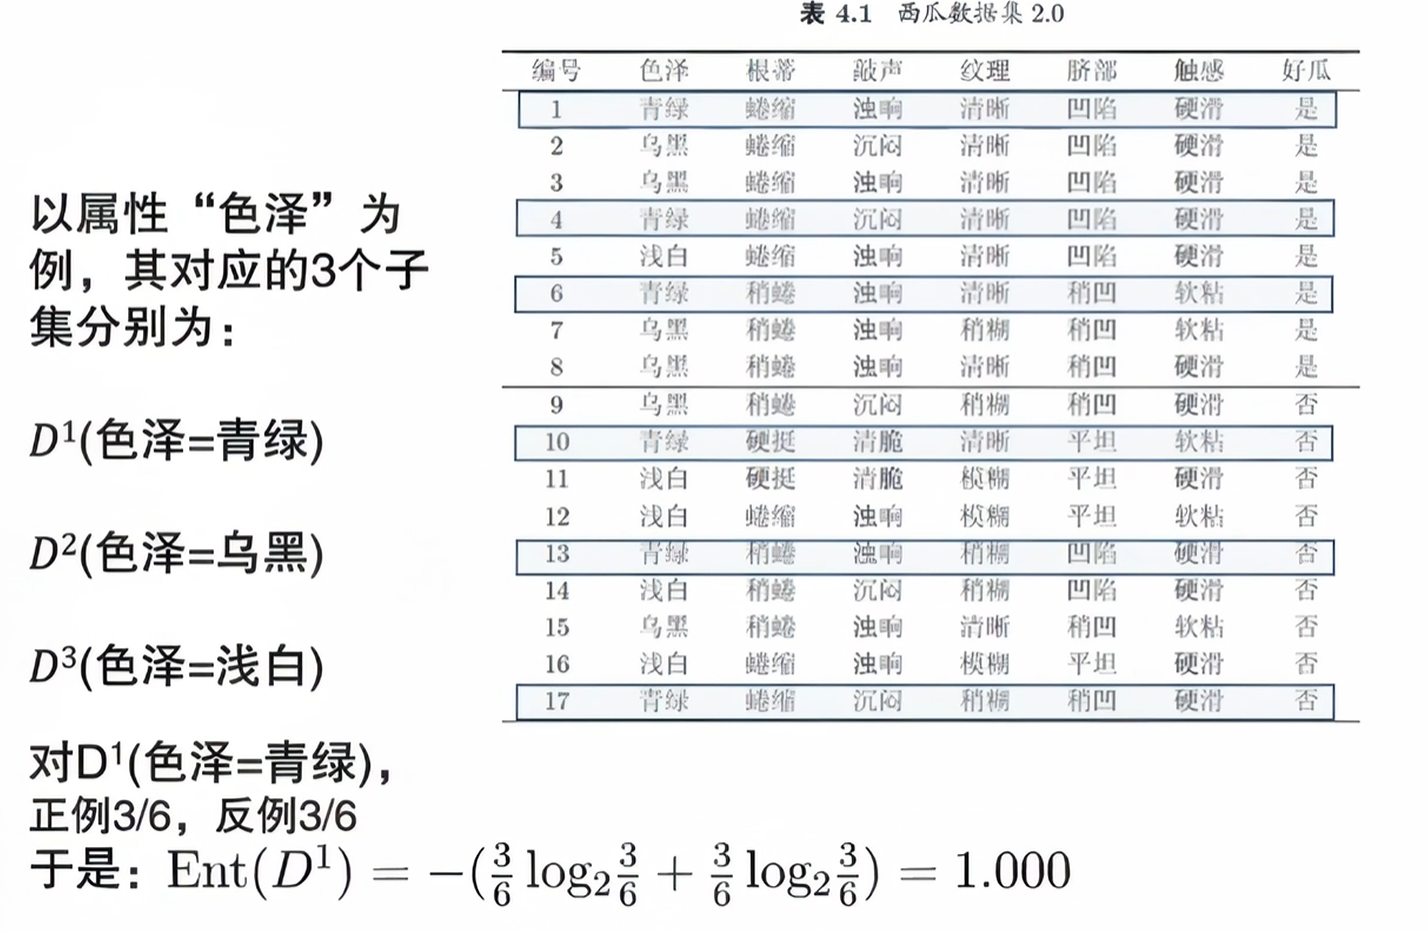 表 4.1 西瓜数据集 2.0
编号 色泽 根蒂 敲声 纹理 脐部 触感 好瓜
1 青绿 蜷缩 浊响 清晰 凹陷 硬滑 是
2 乌黑 蜷缩 沉闷 清晰 凹陷 硬滑 是
3 乌黑 蜷缩 浊响 清晰 凹陷 硬滑 是
4 青绿 蜷缩 沉闷 清晰 凹陷 硬滑 是
5 浅白 蜷缩 浊响 清晰 凹陷 硬滑 是
6 青绿 稍蜷 浊响 清晰 稍凹 软粘 是
7 乌黑 稍蜷 浊响 稍糊 稍凹 软粘 是
8 乌黑 稍蜷 浊响 清晰 稍凹 硬滑 是
9 乌黑 稍蜷 沉闷 稍糊 稍凹 硬滑 否
10 青绿 硬挺 清脆 清晰 平坦 软粘 否
11 浅白 硬挺 清脆 模糊 平坦 硬滑 否
12 浅白 蜷缩 浊响 模糊 平坦 软粘 否
13 青绿 稍蜷 浊响 稍糊 凹陷 硬滑 否
14 浅白 稍蜷 沉闷 稍糊 凹陷 硬滑 否
15 乌黑 稍蜷 浊响 清晰 稍凹 软粘 否
16 浅白 蜷缩 浊响 模糊 平坦 硬滑 否
17 青绿 蜷缩 沉闷 稍糊 稍凹 硬滑 否
以属性“色泽”为
例，其对应的3个子
集分别为：
D¹(色泽=青绿)
D²(色泽=乌黑)
D³(色泽=浅白)
对D¹(色泽=青绿)，
正例3/6，反例3/6
于是：Ent(D¹) = −(3/6 log₂ 3/6 + 3/6 log₂ 3/6) = 1.000